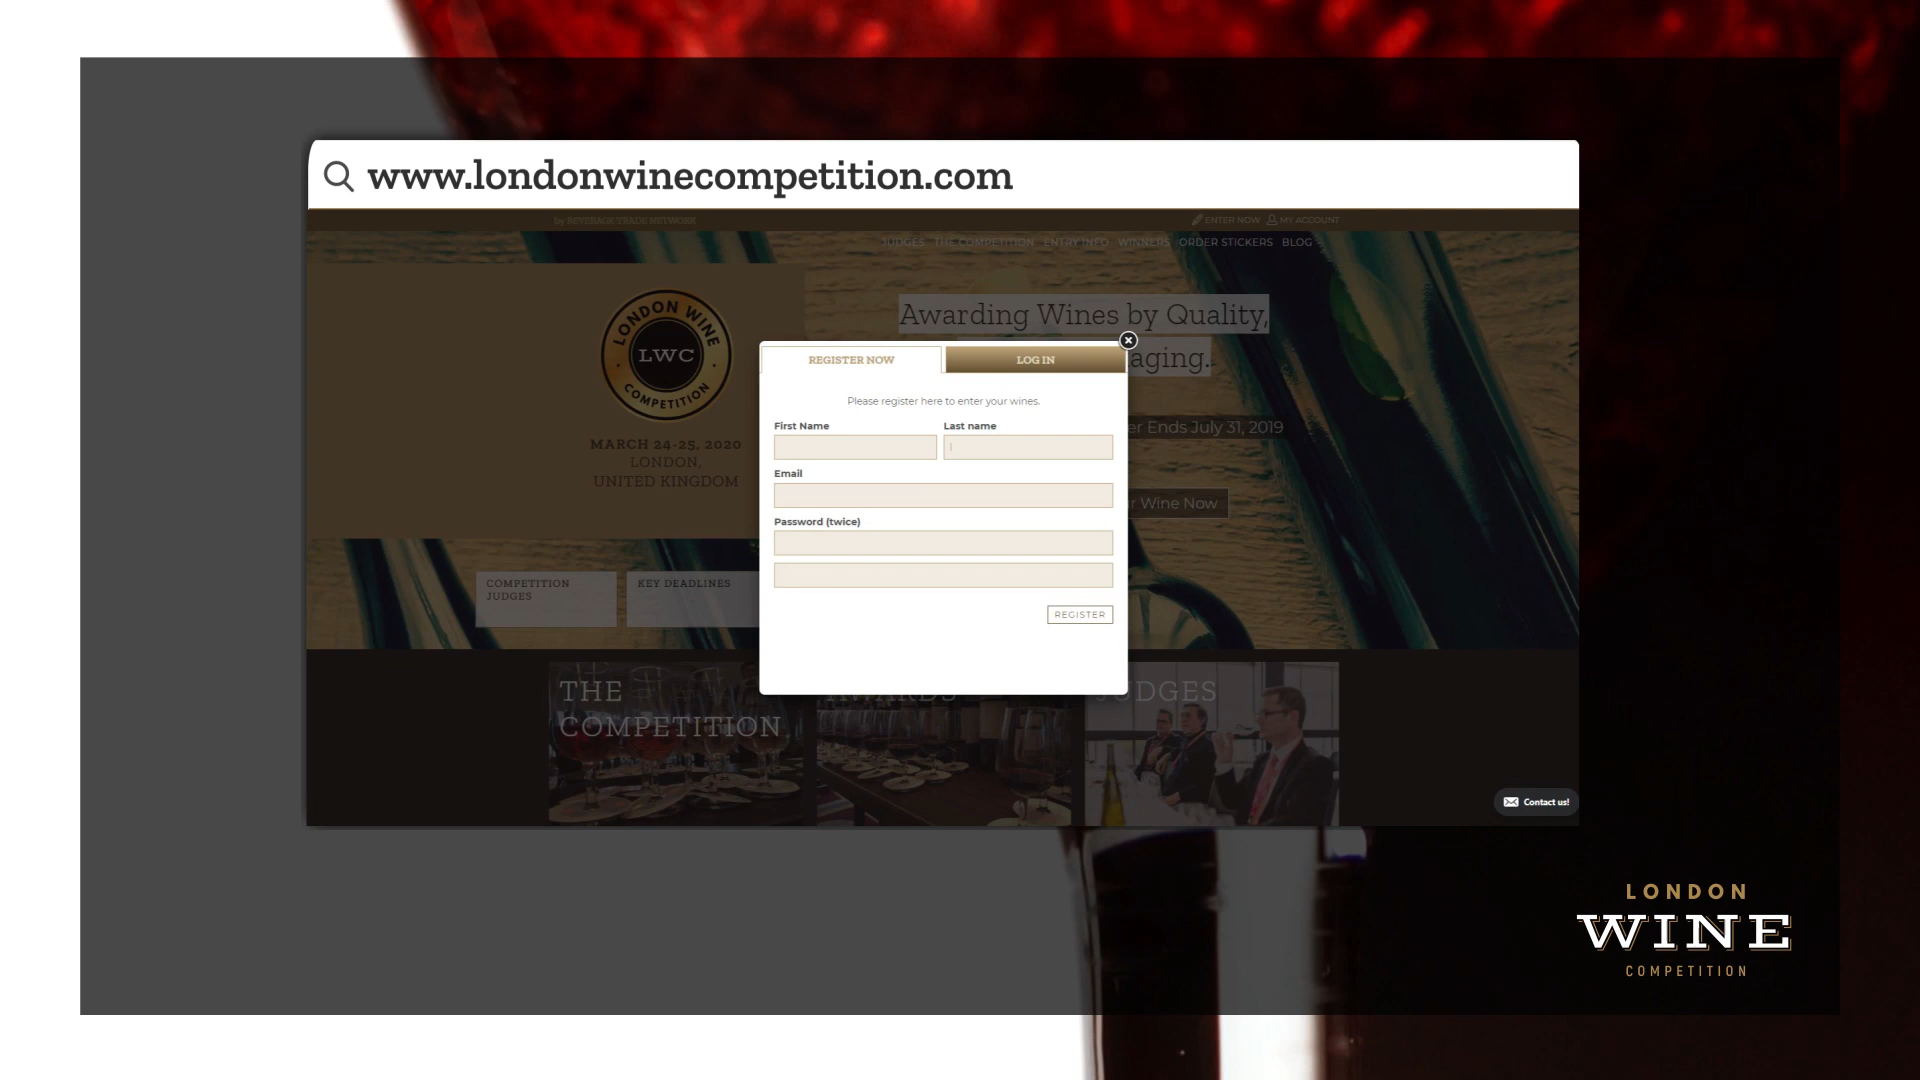 www.londonwinecompetition.com
by BEVERAGE TRADE NETWORK
ENTER NOW MY ACCOUNT
JUDGES THE COMPETITION ENTRY INFO WINNERS ORDER STICKERS BLOG
LONDON WINE
LWC
COMPETITION
MARCH 24-25, 2020
LONDON,
UNITED KINGDOM
Awarding Wines by Quality,
aging.
Ends July 31, 2019
Wine Now
REGISTER NOW
LOG IN
Please register here to enter your wines.
First Name
Last name
Email
Password (twice)
REGISTER
COMPETITION
JUDGES
KEY DEADLINES
THE
COMPETITION
AWARDS
JUDGES
Contact us!
LONDON
WINE
COMPETITION